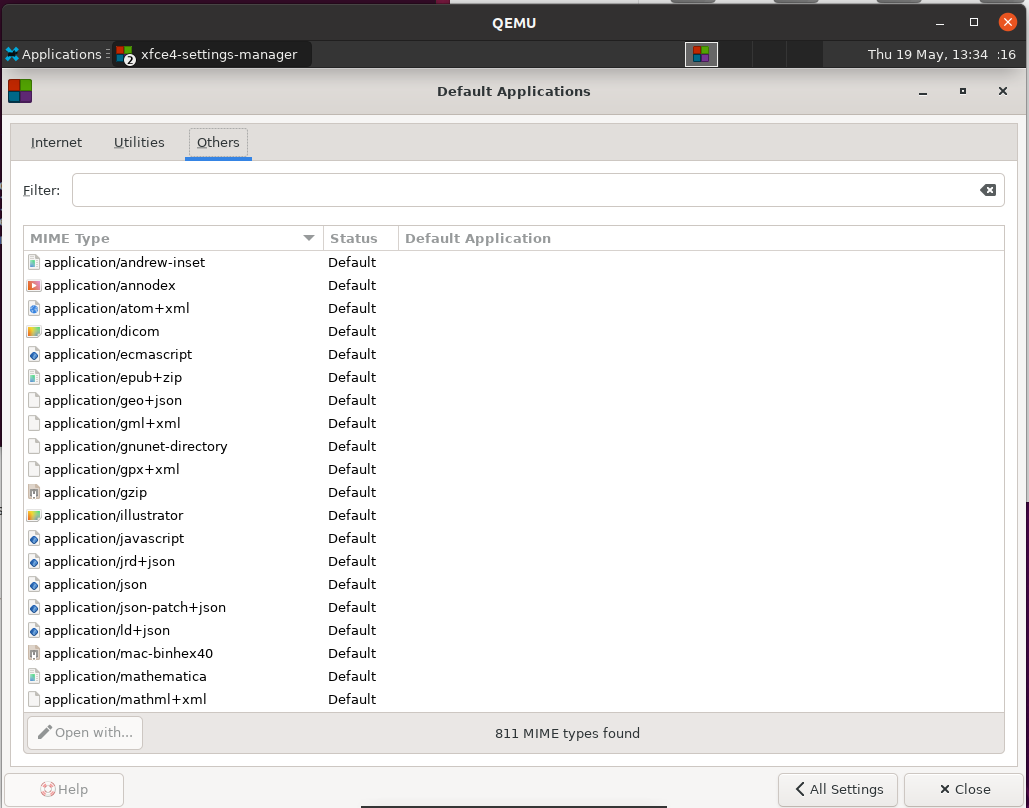 QEMU
Applications 2 xfce4-settings-manager Thu 19 May, 13:34 :16
Default Applications
Internet Utilities Others
Filter:
MIME Type Status Default Application
application/andrew-inset Default
application/annodex Default
application/atom+xml Default
application/dicom Default
application/ecmascript Default
application/epub+zip Default
application/geo+json Default
application/gml+xml Default
application/gnunet-directory Default
application/gpx+xml Default
application/gzip Default
application/illustrator Default
application/javascript Default
application/jrd+json Default
application/json Default
application/json-patch+json Default
application/ld+json Default
application/mac-binhex40 Default
application/mathematica Default
application/mathml+xml Default
Open with... 811 MIME types found
Help All Settings Close